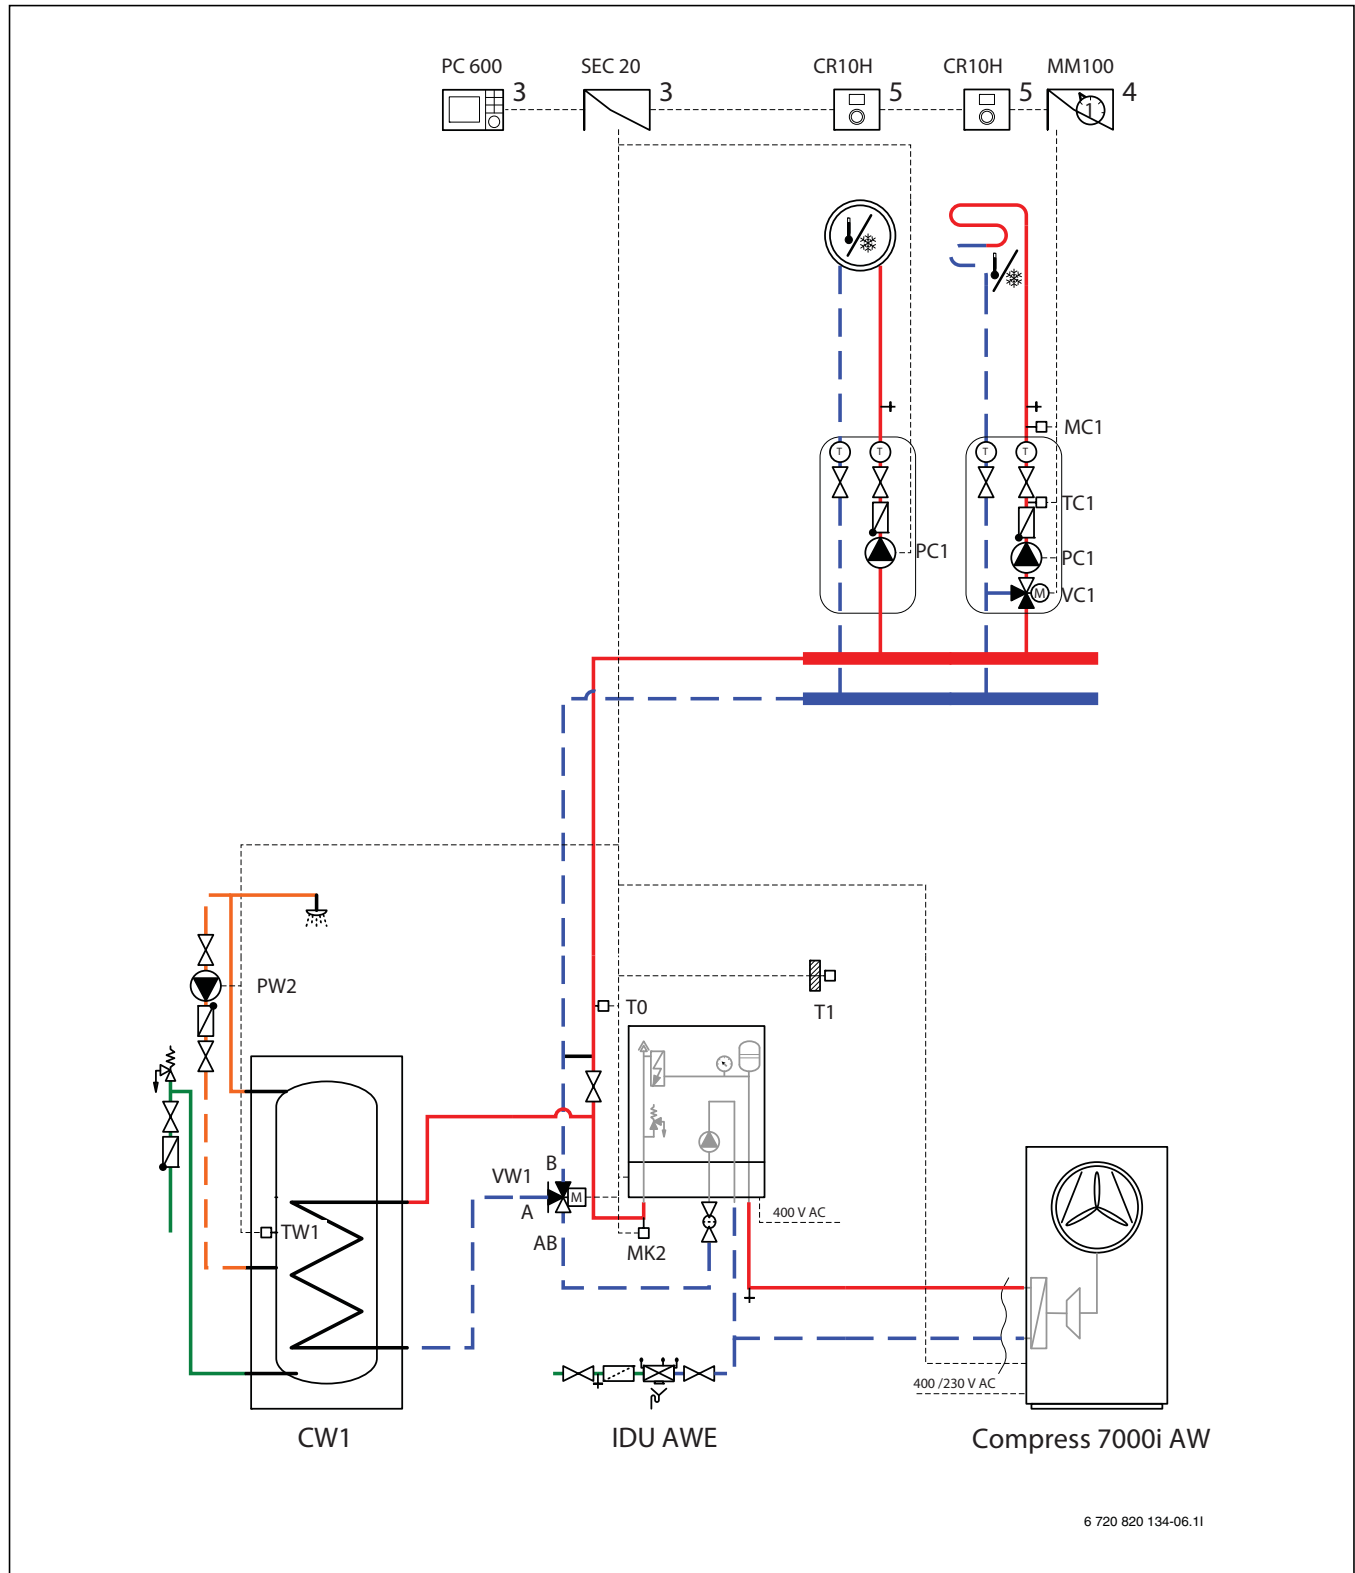 PC 600
SEC 20
CR10H
CR10H
MM100
3
3
5
5
4
1
MC1
T
T
T
T
TC1
PC1
PC1
M
VC1
PW2
T0
T1
B
VW1
M
A
AB
MK2
TW1
400 V AC
400 /230 V AC
CW1
IDU AWE
Compress 7000i AW
6 720 820 134-06.1I